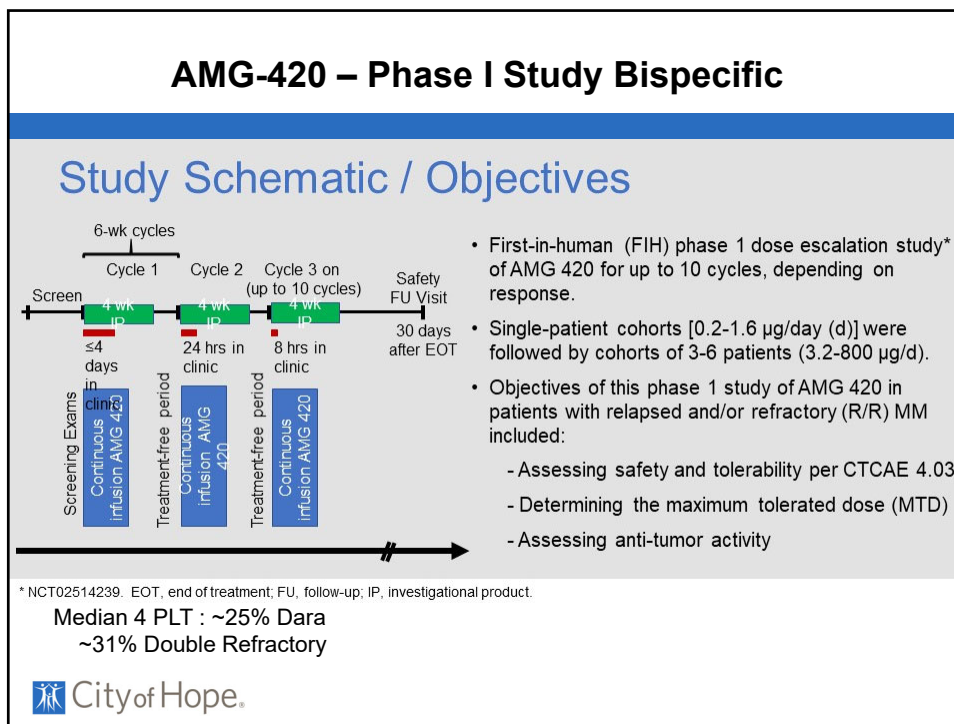 AMG-420 – Phase I Study Bispecific
Study Schematic / Objectives
6-wk cycles
Cycle 1
Cycle 2
Cycle 3 on
(up to 10 cycles)
Safety
FU Visit
Screen
4 wk
IP
4 wk
IP
4 wk
IP
≤4
days
in
clinic
24 hrs in
clinic
8 hrs in
clinic
30 days
after EOT
Screening Exams
Continuous
infusion AMG 420
Treatment-free period
Continuous
infusion AMG
420
Treatment-free period
Continuous
infusion AMG 420
• First-in-human (FIH) phase 1 dose escalation study*
of AMG 420 for up to 10 cycles, depending on
response.
• Single-patient cohorts [0.2-1.6 µg/day (d)] were
followed by cohorts of 3-6 patients (3.2-800 µg/d).
• Objectives of this phase 1 study of AMG 420 in
patients with relapsed and/or refractory (R/R) MM
included:
- Assessing safety and tolerability per CTCAE 4.03
- Determining the maximum tolerated dose (MTD)
- Assessing anti-tumor activity
* NCT02514239. EOT, end of treatment; FU, follow-up; IP, investigational product.
Median 4 PLT : ~25% Dara
~31% Double Refractory
City of Hope®